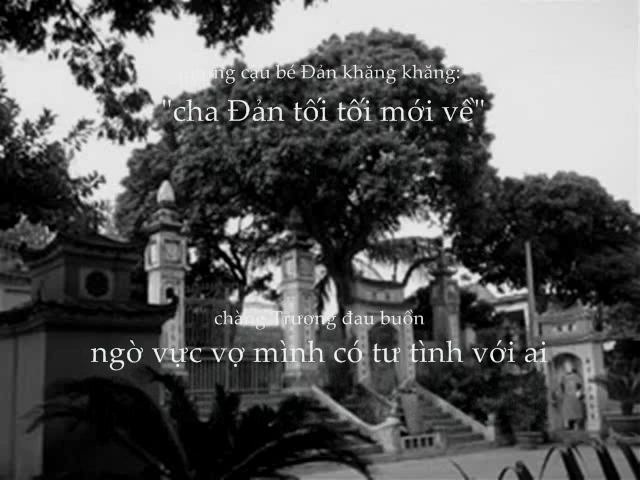 cậu bé Đản khăng khăng:
"cha Đản tối tối mới về"
chàng Trương đau buồn
ngờ vực vợ mình có tư tình với ai